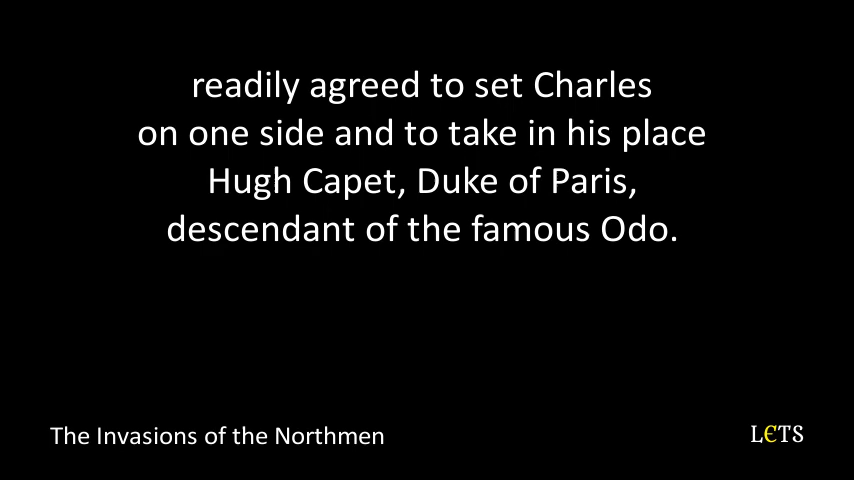 readily agreed to set Charles
on one side and to take in his place
Hugh Capet, Duke of Paris,
descendant of the famous Odo.
The Invasions of the Northmen
LETS